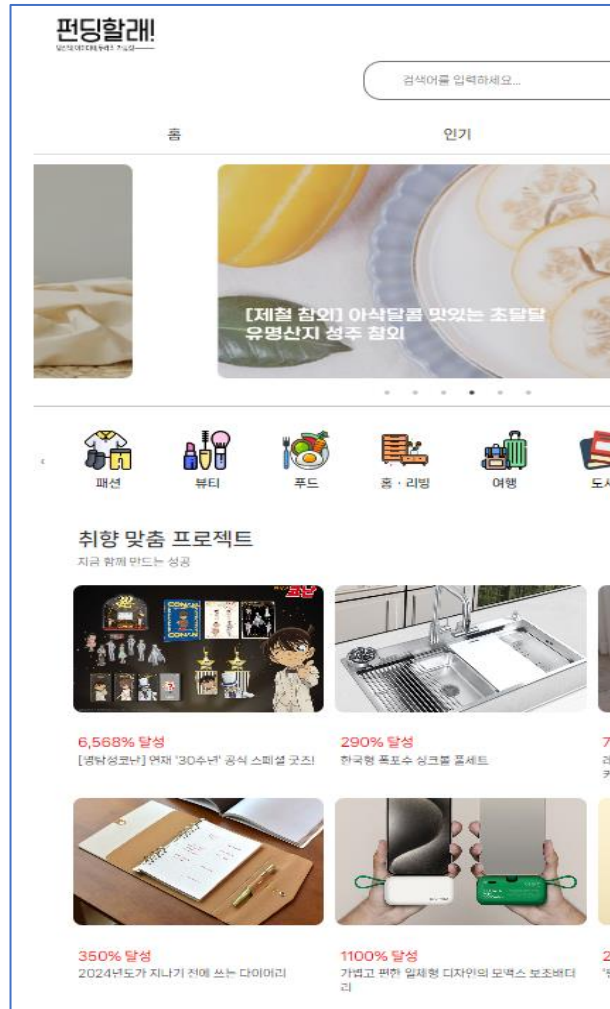 펀딩할래!
검색어를 입력하세요...
홈
인기
[제철 참외] 아삭달콤 맛있는 초달달
유명산지 성주 참외
패션
뷰티
푸드
홈 · 리빙
여행
도서
취향 맞춤 프로젝트
지금 함께 만드는 성공
CONAN
6,568% 달성
[명탐정코난] 연재 '30주년' 공식 스페셜 굿즈!
290% 달성
한국형 폭포수 싱크볼 풀세트
350% 달성
2024년도가 지나기 전에 쓰는 다이어리
1100% 달성
가볍고 편한 일체형 디자인의 모맥스 보조배터
리